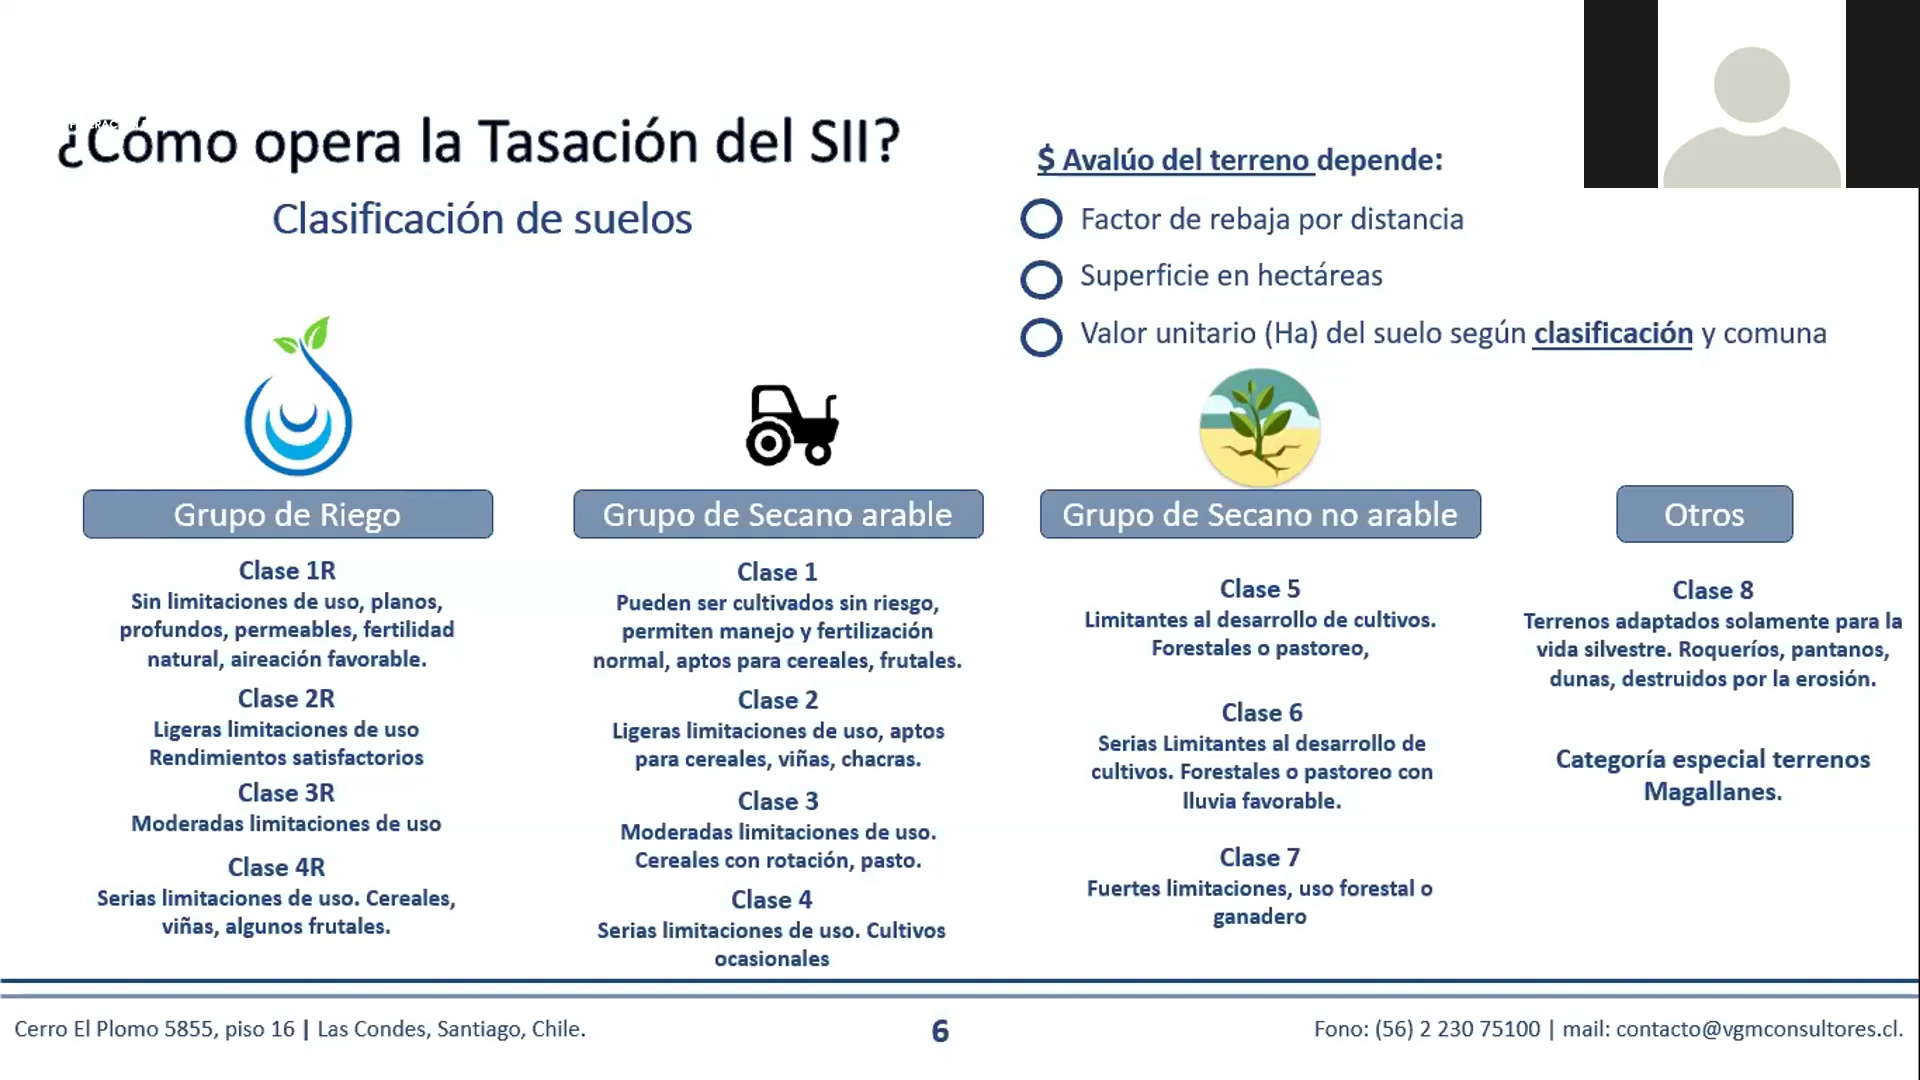 ¿Cómo opera la Tasación del SII?
Clasificación de suelos
$ Avalúo del terreno depende:
Factor de rebaja por distancia
Superficie en hectáreas
Valor unitario (Ha) del suelo según clasificación y comuna
Grupo de Riego
Clase 1R
Sin limitaciones de uso, planos,
profundos, permeables, fertilidad
natural, aireación favorable.
Clase 2R
Ligeras limitaciones de uso
Rendimientos satisfactorios
Clase 3R
Moderadas limitaciones de uso
Clase 4R
Serias limitaciones de uso. Cereales,
viñas, algunos frutales.
Grupo de Secano arable
Clase 1
Pueden ser cultivados sin riesgo,
permiten manejo y fertilización
normal, aptos para cereales, frutales.
Clase 2
Ligeras limitaciones de uso, aptos
para cereales, viñas, chacras.
Clase 3
Moderadas limitaciones de uso.
Cereales con rotación, pasto.
Clase 4
Serias limitaciones de uso. Cultivos
ocasionales
Grupo de Secano no arable
Clase 5
Limitantes al desarrollo de cultivos.
Forestales o pastoreo,
Clase 6
Serias Limitantes al desarrollo de
cultivos. Forestales o pastoreo con
lluvia favorable.
Clase 7
Fuertes limitaciones, uso forestal o
ganadero
Otros
Clase 8
Terrenos adaptados solamente para la
vida silvestre. Roqueríos, pantanos,
dunas, destruidos por la erosión.
Categoría especial terrenos
Magallanes.
Cerro El Plomo 5855, piso 16 | Las Condes, Santiago, Chile.
6
Fono: (56) 2 230 75100 | mail: contacto@vgmconsultores.cl.